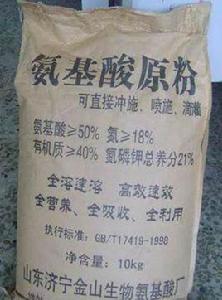 氨基酸原粉
可直接冲施、喷施、滴灌
氨基酸≥50% 氮≥18%
有机质≥40% 氮磷钾总养分21%
全溶速溶 高效速效
全营养、全吸收、全利用
执行标准:GB/T17419-1998
净含量:10kg
山东济宁金山生物氨基酸厂